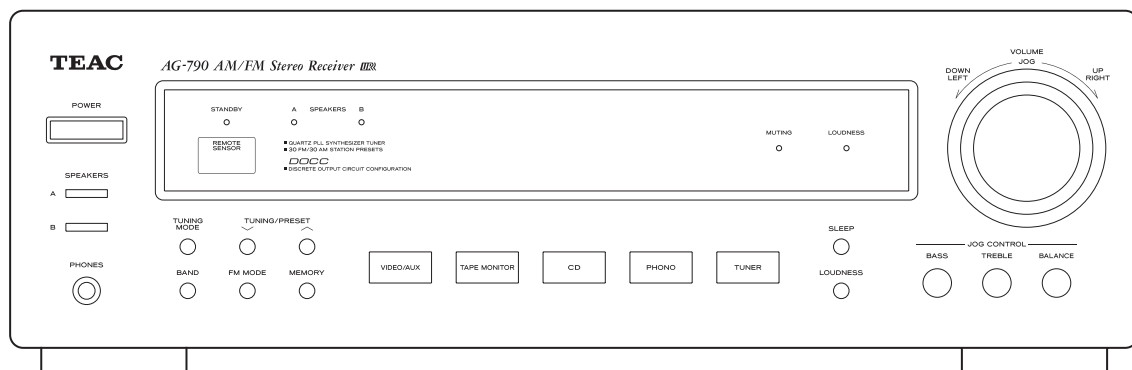 TEAC
AG-790 AM/FM Stereo Receiver
POWER
SPEAKERS
A
B
PHONES
STANDBY
A SPEAKERS B
REMOTE
SENSOR
QUARTZ PLL SYNTHESIZER TUNER
30 FM/30 AM STATION PRESETS
DOCC
DISCRETE OUTPUT CIRCUIT CONFIGURATION
MUTING
LOUDNESS
VOLUME
JOG
DOWN
LEFT
UP
RIGHT
TUNING
MODE
TUNING/PRESET
BAND
FM MODE
MEMORY
VIDEO/AUX
TAPE MONITOR
CD
PHONO
TUNER
SLEEP
LOUDNESS
JOG CONTROL
BASS
TREBLE
BALANCE